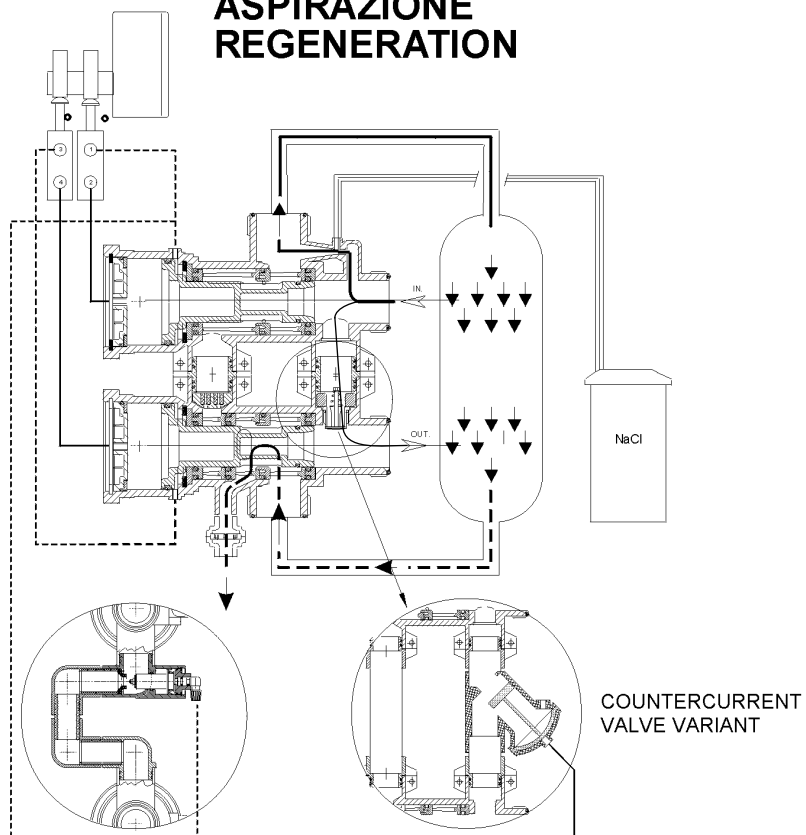 ASPIRAZIONE
REGENERATION
3
1
4
2
IN.
OUT.
NaCl
COUNTERCURRENT
VALVE VARIANT